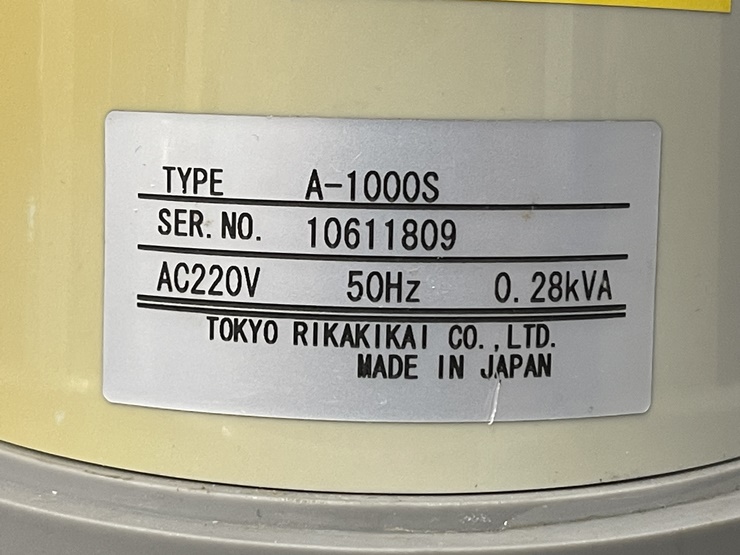 TYPE A-1000S
SER. NO. 10611809
AC220V 50Hz 0.28kVA
TOKYO RIKAKIKAI CO.,LTD.
MADE IN JAPAN